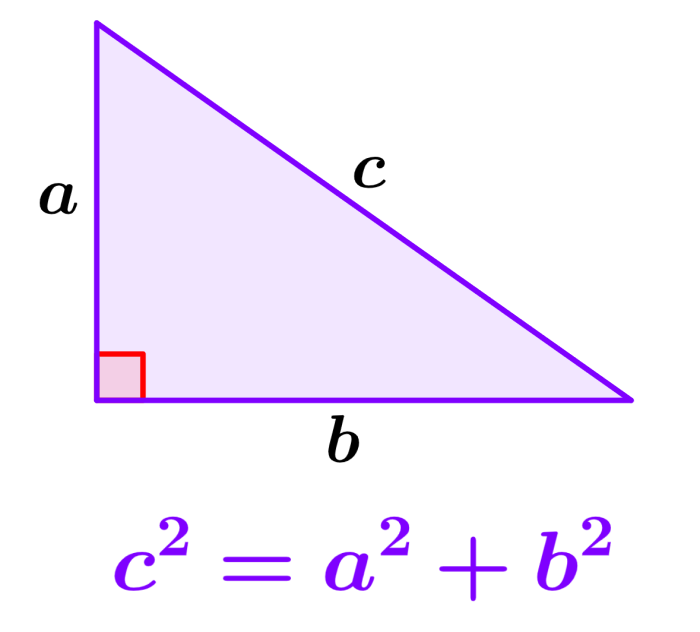 c
a
b
c² = a² + b²